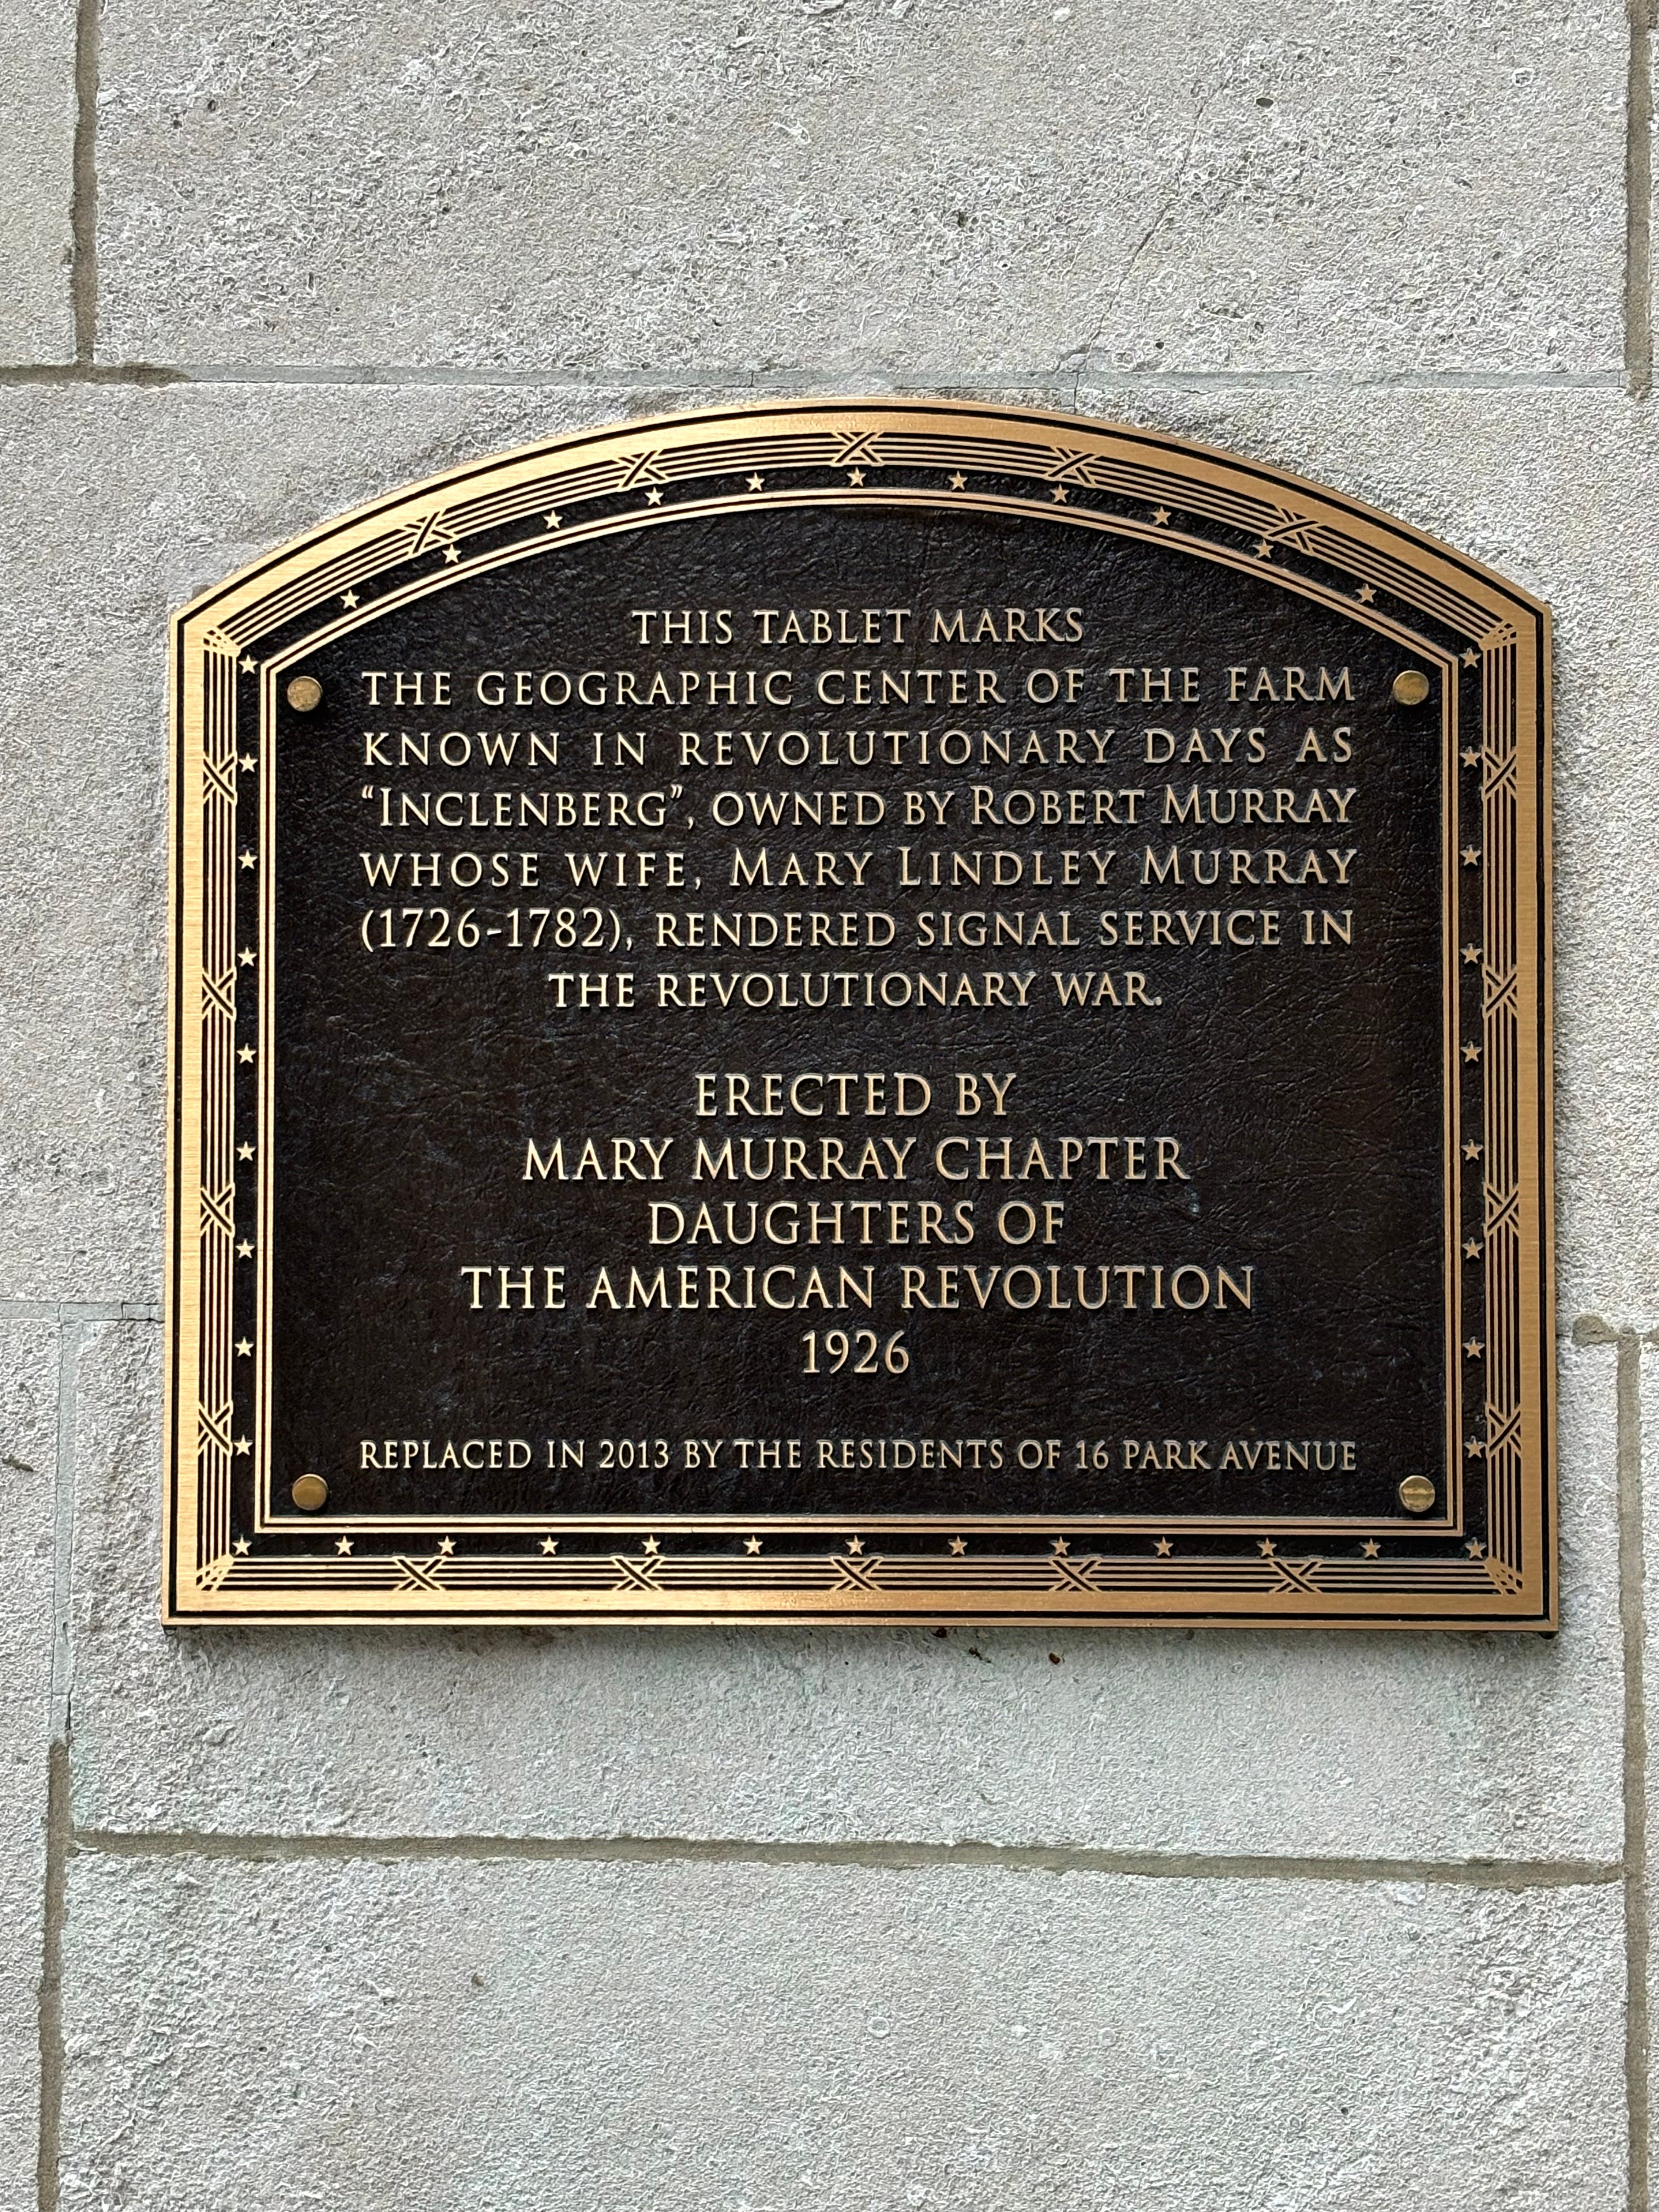 THIS TABLET MARKS
THE GEOGRAPHIC CENTER OF THE FARM
KNOWN IN REVOLUTIONARY DAYS AS
“INCLENBERG”, OWNED BY ROBERT MURRAY
WHOSE WIFE, MARY LINDLEY MURRAY
(1726-1782), RENDERED SIGNAL SERVICE IN
THE REVOLUTIONARY WAR.
ERECTED BY
MARY MURRAY CHAPTER
DAUGHTERS OF
THE AMERICAN REVOLUTION
1926
REPLACED IN 2013 BY THE RESIDENTS OF 16 PARK AVENUE